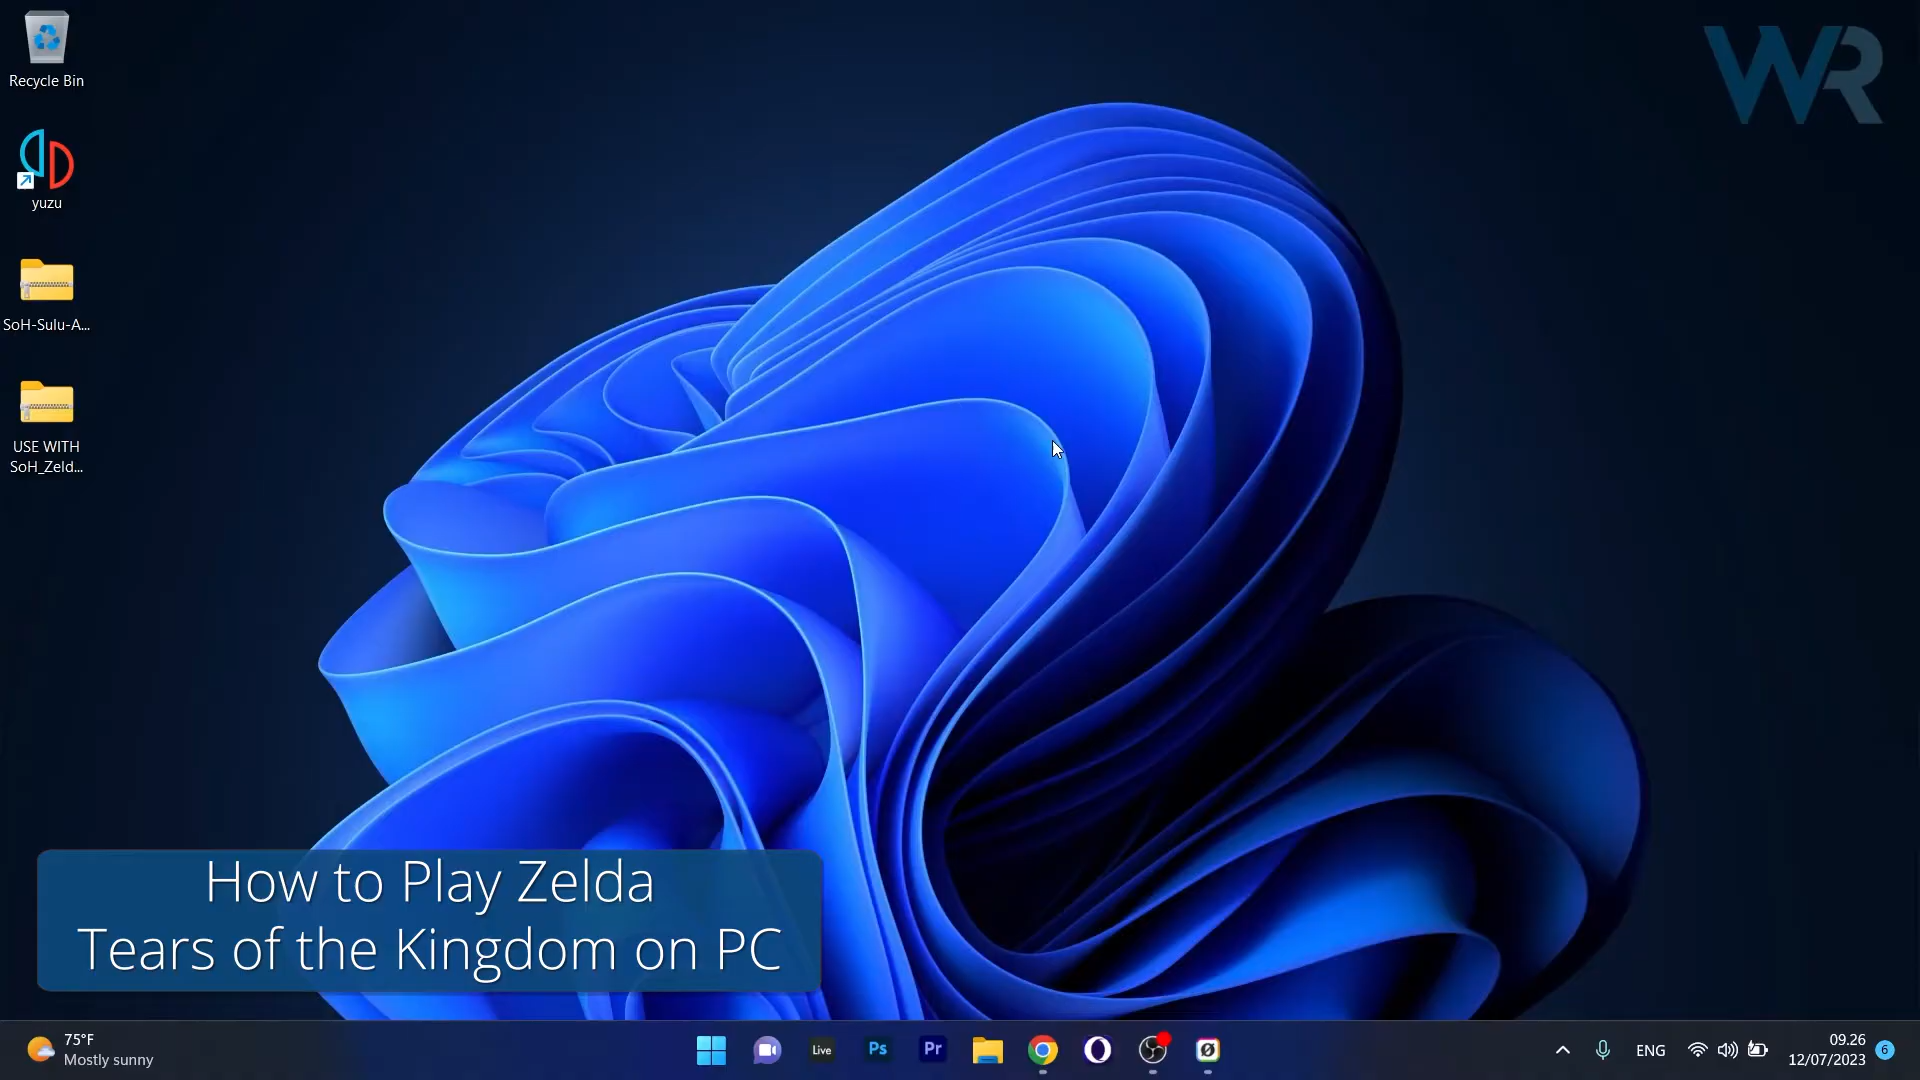 WR
Recycle Bin
yuzu
SoH-Sulu-A...
USE WITH
SoH_Zeld...
How to Play Zelda
Tears of the Kingdom on PC
75°F
Mostly sunny
Live
Ps
Pr
ENG
09.26
12/07/2023
6